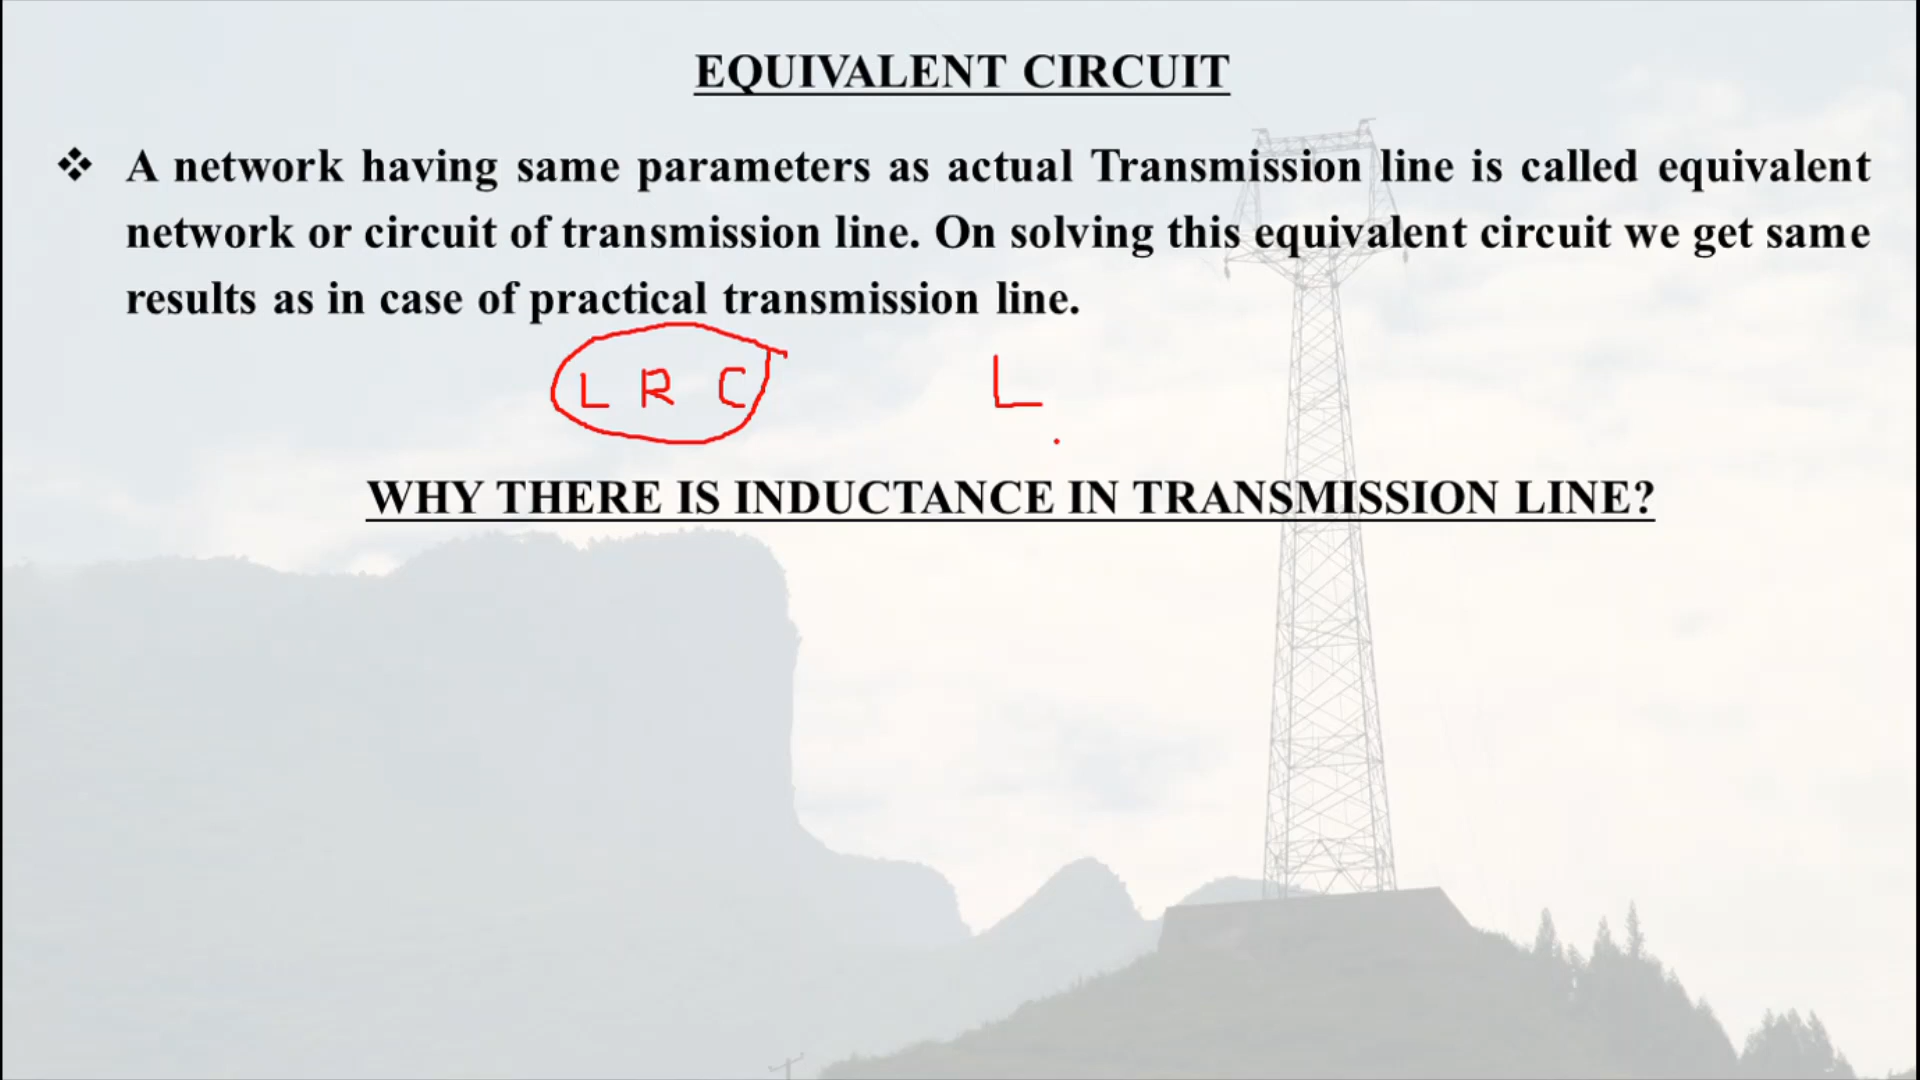 EQUIVALENT CIRCUIT
❖ A network having same parameters as actual Transmission line is called equivalent
network or circuit of transmission line. On solving this equivalent circuit we get same
results as in case of practical transmission line.
L R C L
WHY THERE IS INDUCTANCE IN TRANSMISSION LINE?